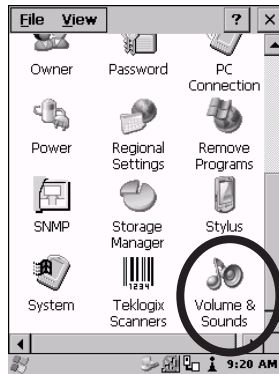 File View ? ×
Owner Password PC Connection
Power Regional Settings Remove Programs
SNMP Storage Manager Stylus
1234
System Teklogix Scanners Volume & Sounds
9:20 AM